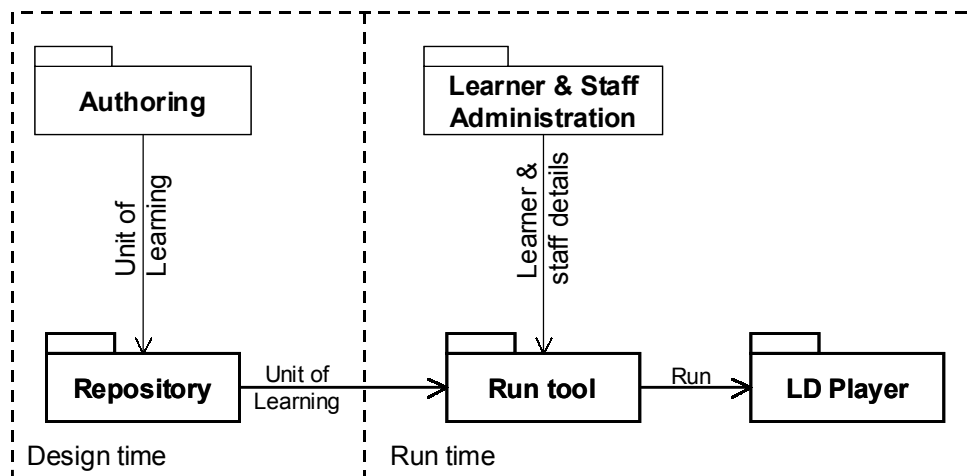 Authoring
Learner & Staff
Administration
Unit of
Learning
Learner &
staff details
Repository
Unit of
Learning
Run tool
Run
LD Player
Design time
Run time